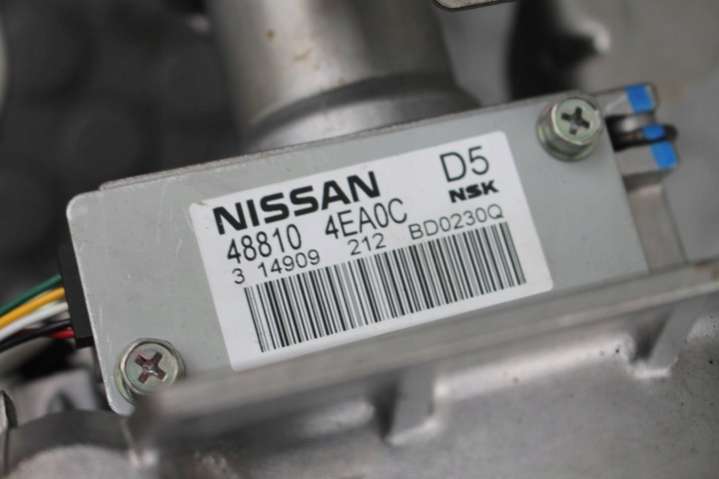 NISSAN D5
48810 4EA0C NSK
3 14909 212 BD0230Q